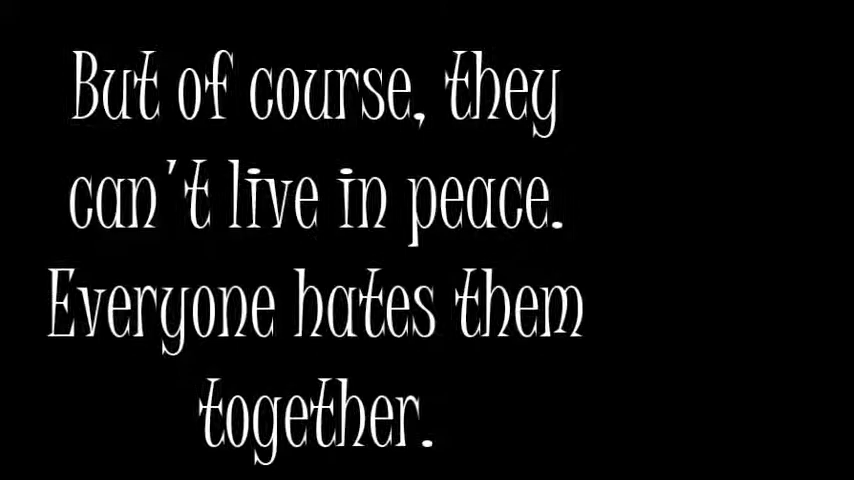 But of course, they
can't live in peace.
Everyone hates them
together.